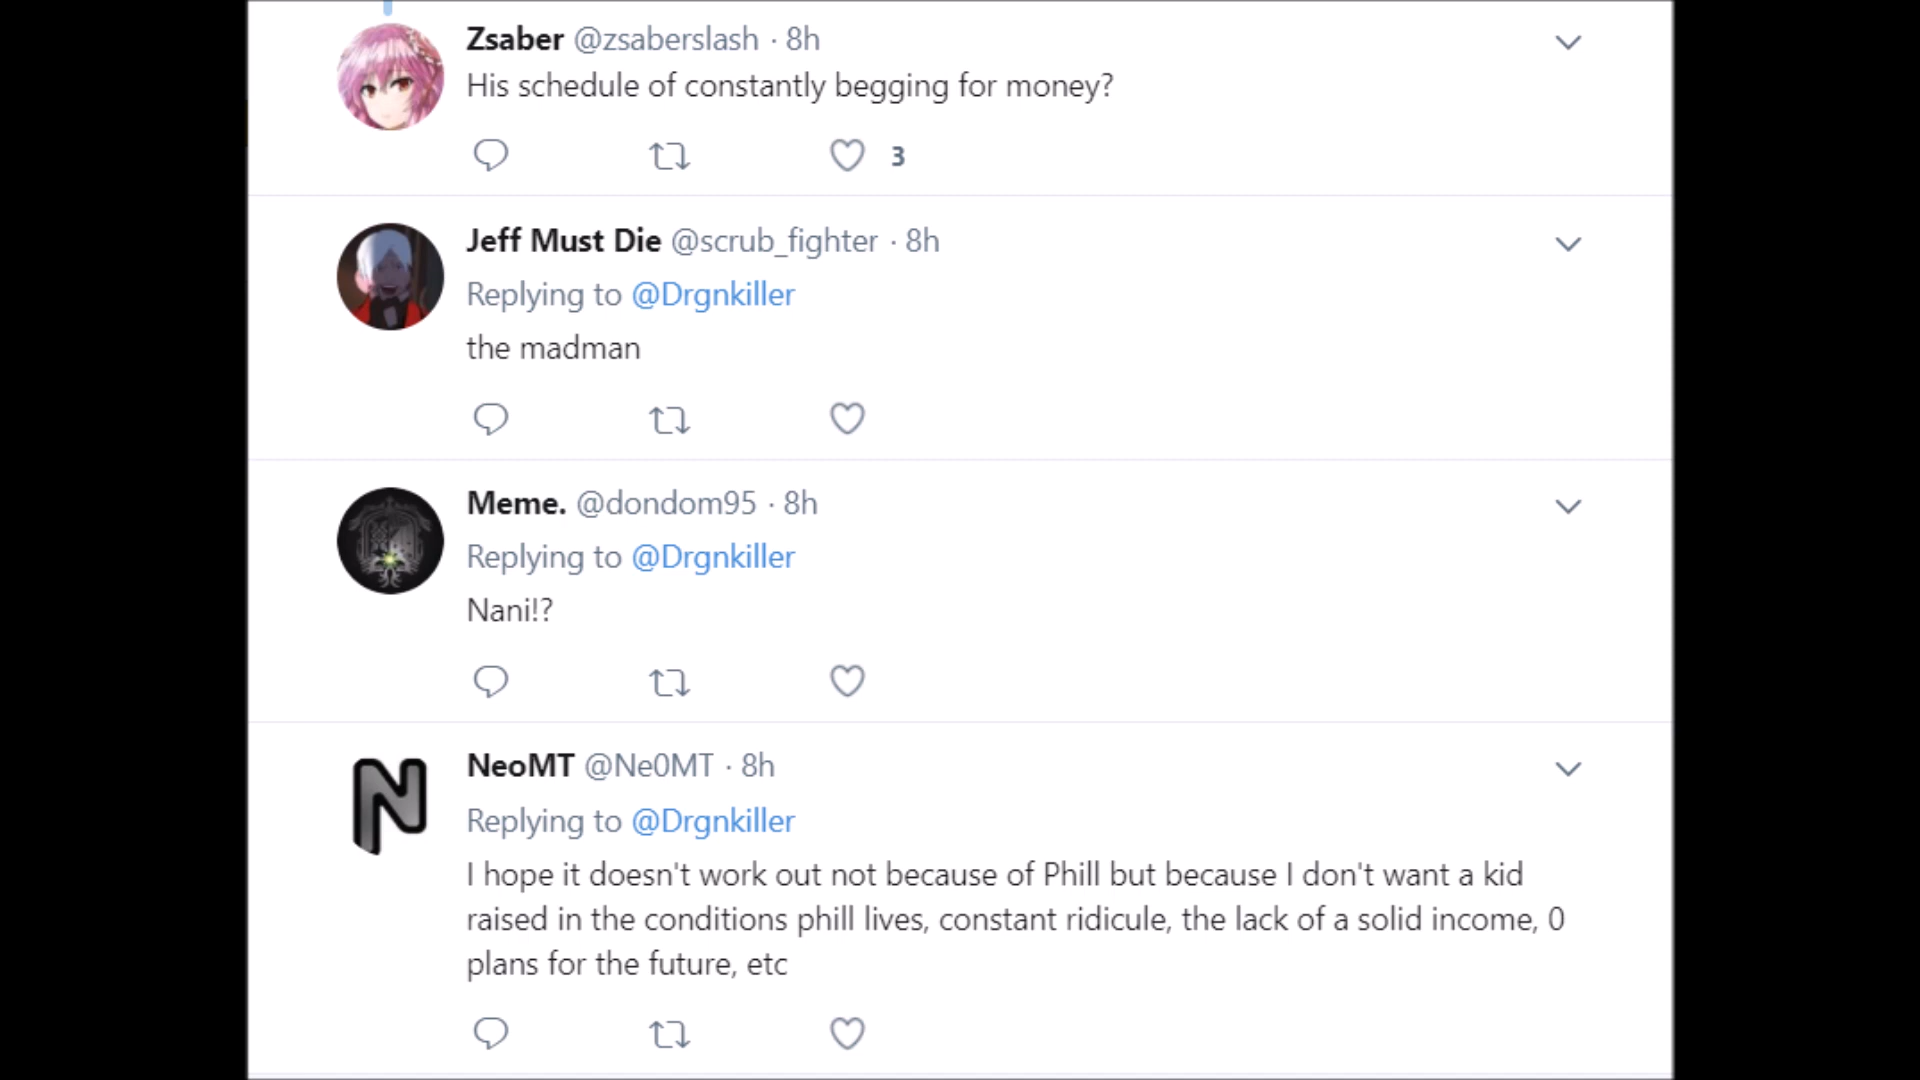 Zsaber @zsaberslash · 8h
His schedule of constantly begging for money?
3
Jeff Must Die @scrub_fighter · 8h
Replying to @Drgnkiller
the madman
Meme. @dondom95 · 8h
Replying to @Drgnkiller
Nani!?
N
NeoMT @Ne0MT · 8h
Replying to @Drgnkiller
I hope it doesn't work out not because of Phill but because I don't want a kid
raised in the conditions phill lives, constant ridicule, the lack of a solid income, 0
plans for the future, etc